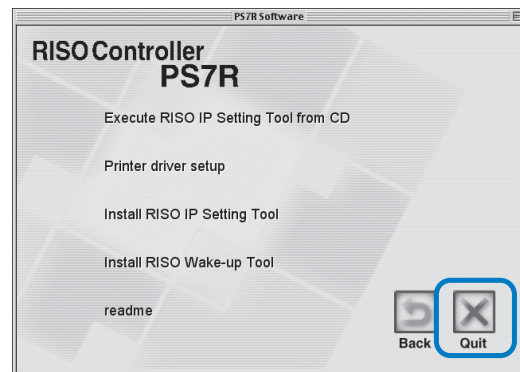 PS7R Software
RISO Controller
PS7R
Execute RISO IP Setting Tool from CD
Printer driver setup
Install RISO IP Setting Tool
Install RISO Wake-up Tool
readme
Back Quit